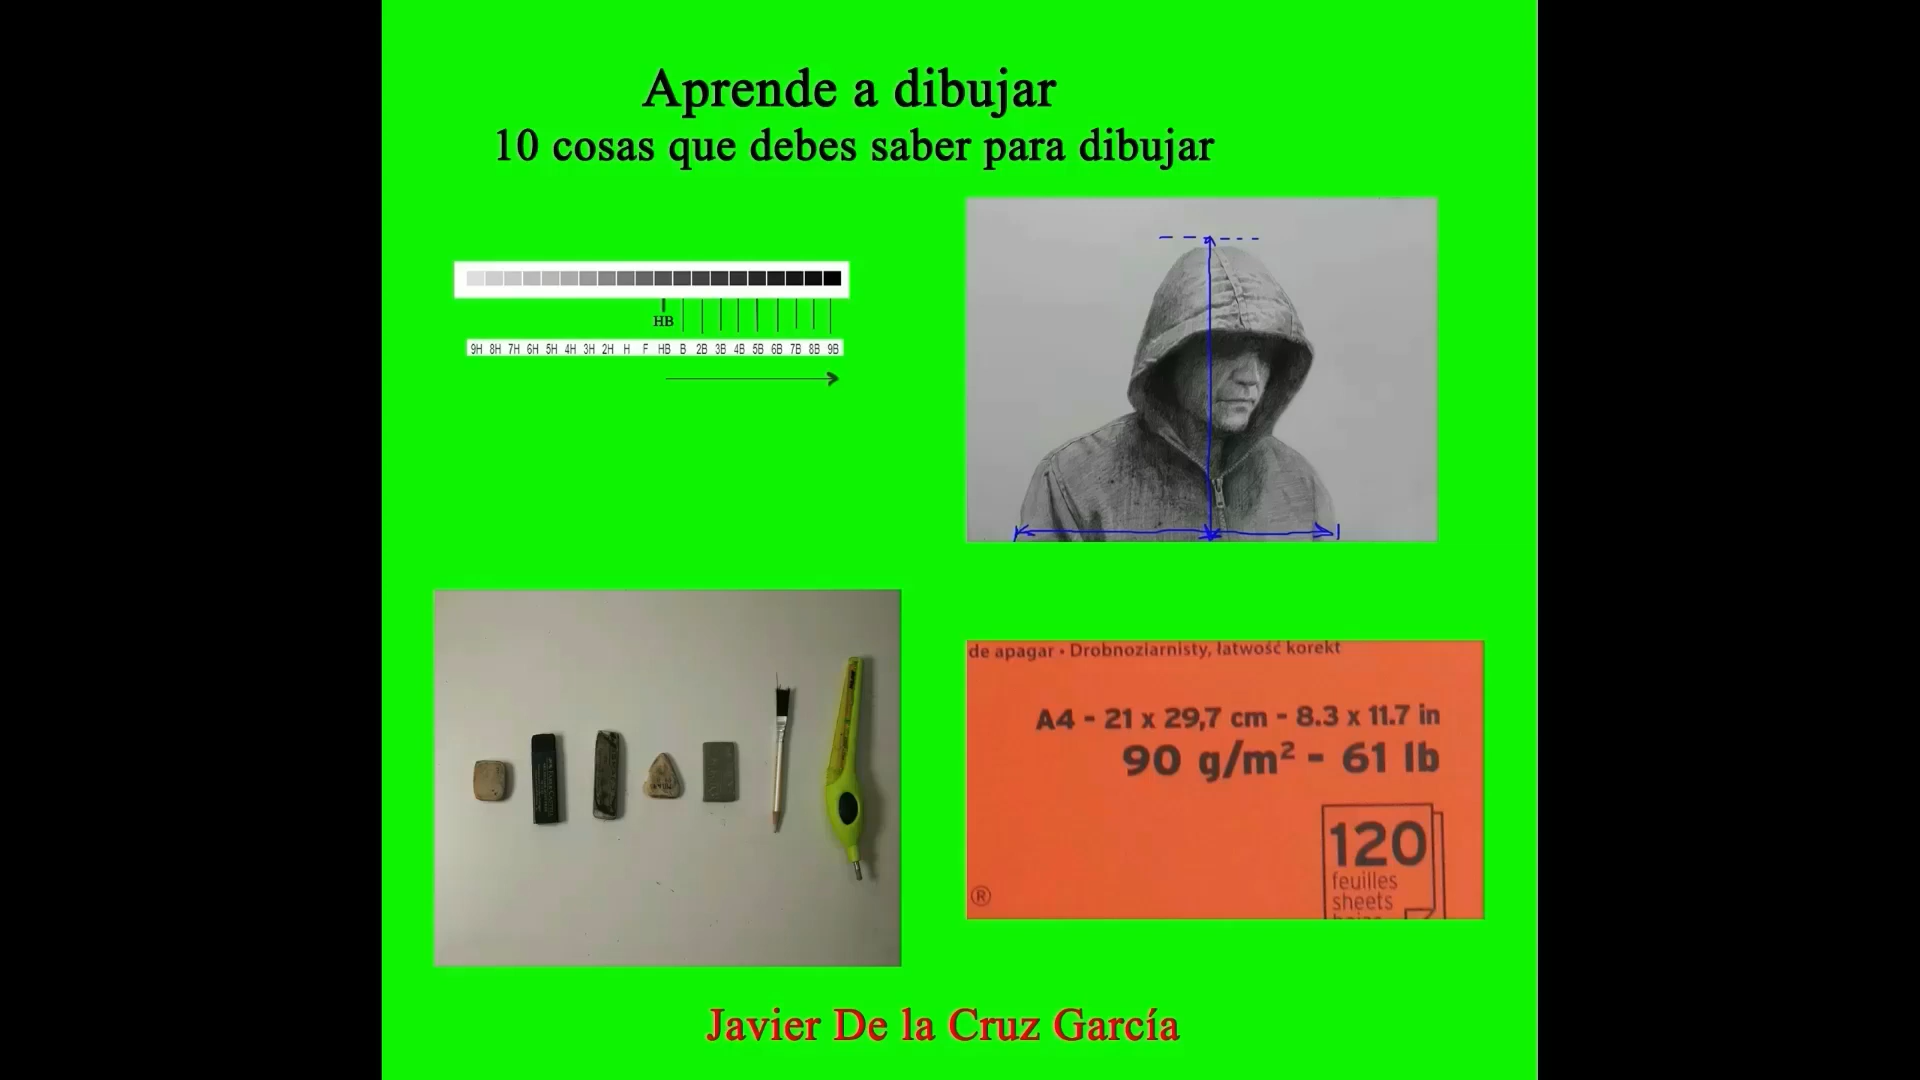 Aprende a dibujar
10 cosas que debes saber para dibujar
HB
9H 8H 7H 6H 5H 4H 3H 2H H F HB B 2B 3B 4B 5B 6B 7B 8B 9B
de apagar • Drobnoziarnisty, łatwość korekt
A4 - 21 x 29,7 cm - 8.3 x 11.7 in
90 g/m² - 61 lb
120
feuilles
sheets
®
Javier De la Cruz García